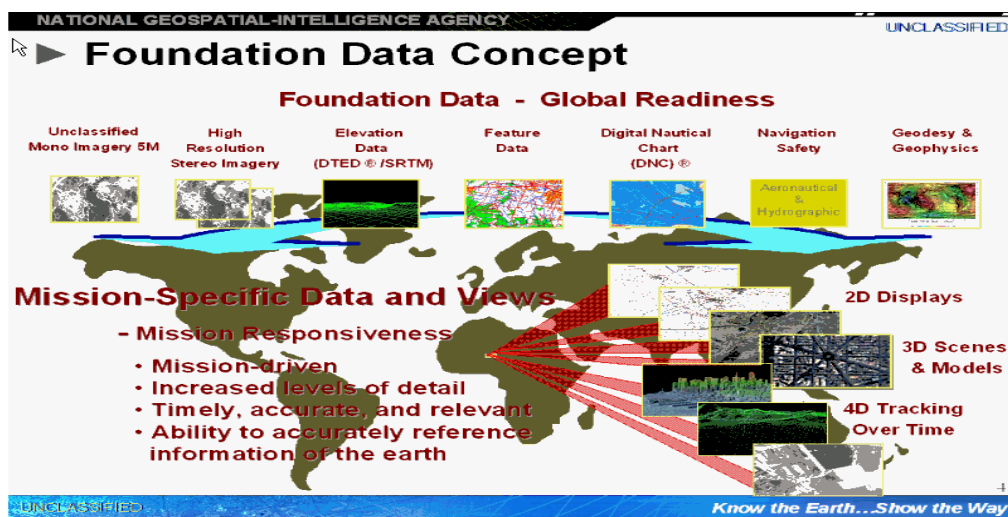 NATIONAL GEOSPATIAL-INTELLIGENCE AGENCY
UNCLASSIFIED
Foundation Data Concept
Foundation Data - Global Readiness
Unclassified
Mono Imagery 5M
High
Resolution
Stereo Imagery
Elevation
Data
(DTED ® /SRTM)
Feature
Data
Digital Nautical
Chart
(DNC) ®
Navigation
Safety
Geodesy &
Geophysics
Aeronautical
&
Hydrographic
Mission-Specific Data and Views
- Mission Responsiveness
• Mission-driven
• Increased levels of detail
• Timely, accurate, and relevant
• Ability to accurately reference
information of the earth
2D Displays
3D Scenes
& Models
4D Tracking
Over Time
4
UNCLASSIFIED
Know the Earth...Show the Way